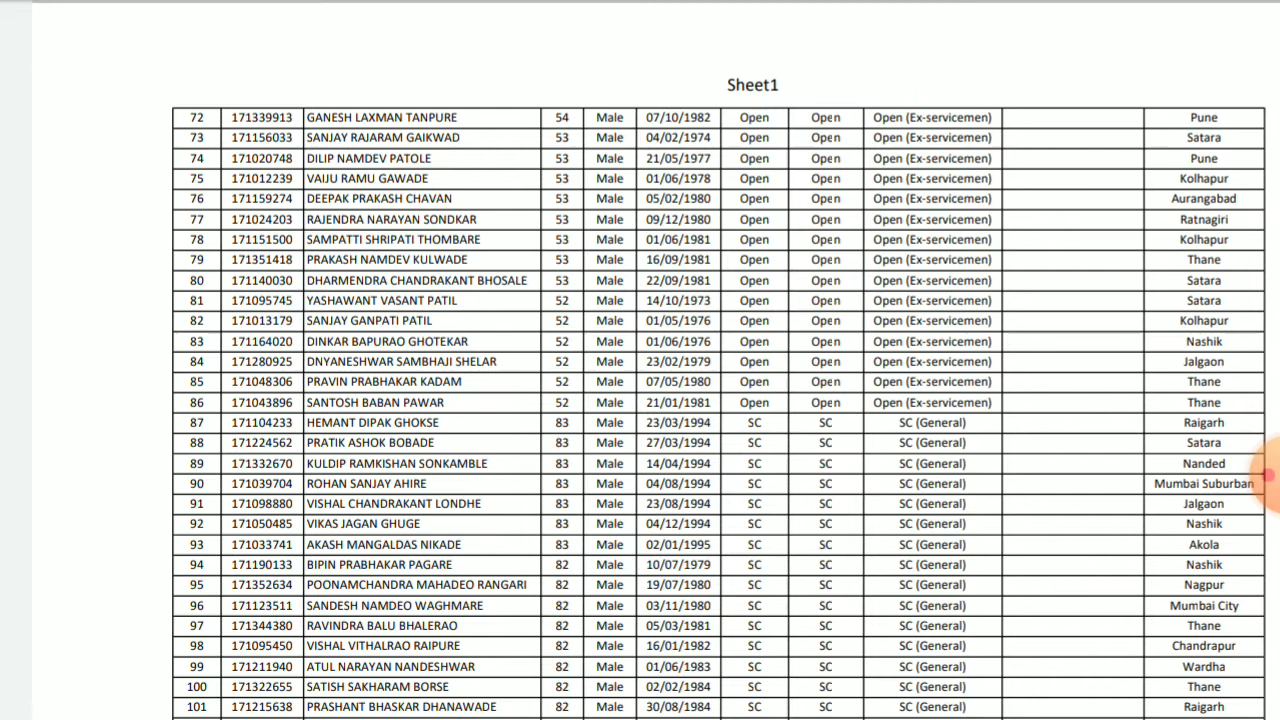 Sheet1
72 171339913 GANESH LAXMAN TANPURE 54 Male 07/10/1982 Open Open Open (Ex-servicemen) Pune
73 171156033 SANJAY RAJARAM GAIKWAD 53 Male 04/02/1974 Open Open Open (Ex-servicemen) Satara
74 171020748 DILIP NAMDEV PATOLE 53 Male 21/05/1977 Open Open Open (Ex-servicemen) Pune
75 171012239 VAIJU RAMU GAWADE 53 Male 01/06/1978 Open Open Open (Ex-servicemen) Kolhapur
76 171159274 DEEPAK PRAKASH CHAVAN 53 Male 05/02/1980 Open Open Open (Ex-servicemen) Aurangabad
77 171024203 RAJENDRA NARAYAN SONDKAR 53 Male 09/12/1980 Open Open Open (Ex-servicemen) Ratnagiri
78 171151500 SAMPATTI SHRIPATI THOMBARE 53 Male 01/06/1981 Open Open Open (Ex-servicemen) Kolhapur
79 171351418 PRAKASH NAMDEV KULWADE 53 Male 16/09/1981 Open Open Open (Ex-servicemen) Thane
80 171140030 DHARMENDRA CHANDRAKANT BHOSALE 53 Male 22/09/1981 Open Open Open (Ex-servicemen) Satara
81 171095745 YASHAWANT VASANT PATIL 52 Male 14/10/1973 Open Open Open (Ex-servicemen) Satara
82 171013179 SANJAY GANPATI PATIL 52 Male 01/05/1976 Open Open Open (Ex-servicemen) Kolhapur
83 171164020 DINKAR BAPURAO GHOTEKAR 52 Male 01/06/1976 Open Open Open (Ex-servicemen) Nashik
84 171280925 DNYANESHWAR SAMBHAJI SHELAR 52 Male 23/02/1979 Open Open Open (Ex-servicemen) Jalgaon
85 171048306 PRAVIN PRABHAKAR KADAM 52 Male 07/05/1980 Open Open Open (Ex-servicemen) Thane
86 171043896 SANTOSH BABAN PAWAR 52 Male 21/01/1981 Open Open Open (Ex-servicemen) Thane
87 171104233 HEMANT DIPAK GHOKSE 83 Male 23/03/1994 SC SC SC (General) Raigarh
88 171224562 PRATIK ASHOK BOBADE 83 Male 27/03/1994 SC SC SC (General) Satara
89 171332670 KULDIP RAMKISHAN SONKAMBLE 83 Male 14/04/1994 SC SC SC (General) Nanded
90 171039704 ROHAN SANJAY AHIRE 83 Male 04/08/1994 SC SC SC (General) Mumbai Suburban
91 171098880 VISHAL CHANDRAKANT LONDHE 83 Male 23/08/1994 SC SC SC (General) Jalgaon
92 171050485 VIKAS JAGAN GHUGE 83 Male 04/12/1994 SC SC SC (General) Nashik
93 171033741 AKASH MANGALDAS NIKADE 83 Male 02/01/1995 SC SC SC (General) Akola
94 171190133 BIPIN PRABHAKAR PAGARE 82 Male 10/07/1979 SC SC SC (General) Nashik
95 171352634 POONAMCHANDRA MAHADEO RANGARI 82 Male 19/07/1980 SC SC SC (General) Nagpur
96 171123511 SANDESH NAMDEO WAGHMARE 82 Male 03/11/1980 SC SC SC (General) Mumbai City
97 171344380 RAVINDRA BALU BHALERAO 82 Male 05/03/1981 SC SC SC (General) Thane
98 171095450 VISHAL VITHALRAO RAIPURE 82 Male 16/01/1982 SC SC SC (General) Chandrapur
99 171211940 ATUL NARAYAN NANDESHWAR 82 Male 01/06/1983 SC SC SC (General) Wardha
100 171322655 SATISH SAKHARAM BORSE 82 Male 02/02/1984 SC SC SC (General) Thane
101 171215638 PRASHANT BHASKAR DHANAWADE 82 Male 30/08/1984 SC SC SC (General) Raigarh